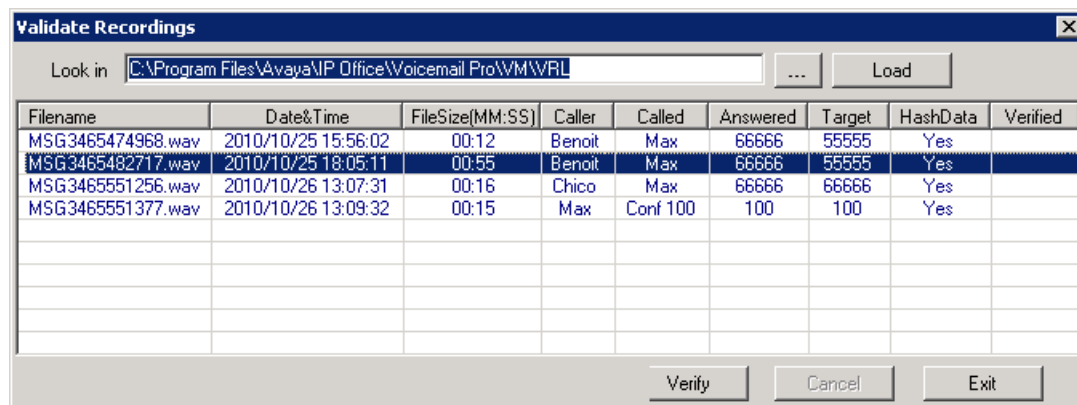 Validate Recordings
Look in C:\Program Files\Avaya\IP Office\Voicemail Pro\VM\VRL ... Load
Filename Date&Time FileSize(MM:SS) Caller Called Answered Target HashData Verified
MSG3465474968.wav 2010/10/25 15:56:02 00:12 Benoit Max 66666 55555 Yes
MSG3465482717.wav 2010/10/25 18:05:11 00:55 Benoit Max 66666 55555 Yes
MSG3465551256.wav 2010/10/26 13:07:31 00:16 Chico Max 66666 66666 Yes
MSG3465551377.wav 2010/10/26 13:09:32 00:15 Max Conf 100 100 100 Yes
Verify Cancel Exit